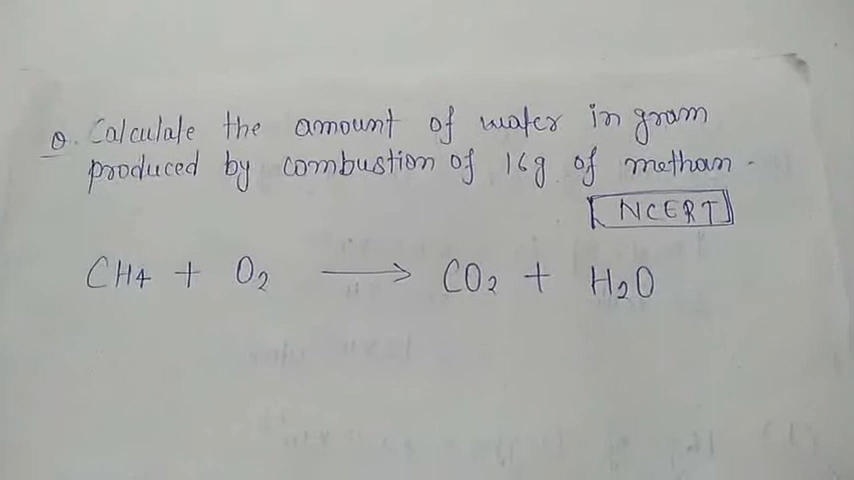 Q. Calculate the amount of water in gram
produced by combustion of 16g of methan.
NCERT
CH4 + O2 → CO2 + H2O